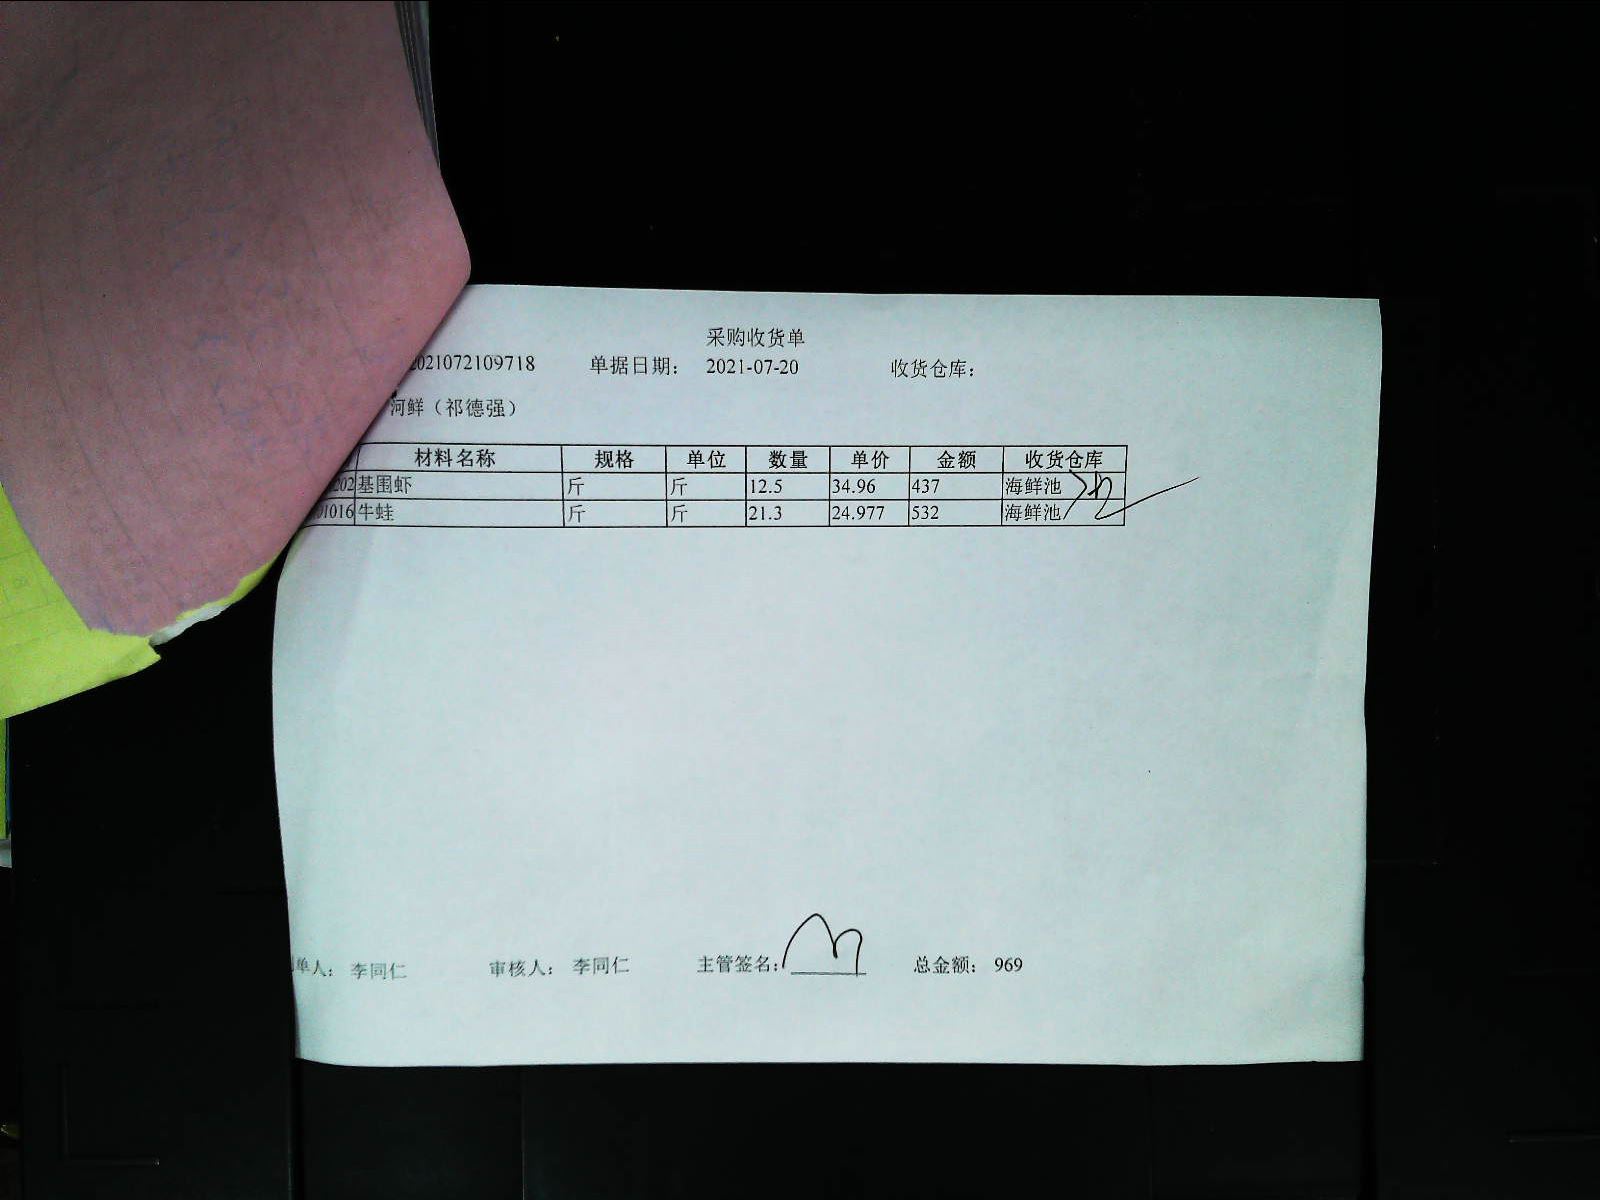 采购收货单
2021072109718 单据日期： 2021-07-20 收货仓库：
河鲜（祁德强）
材料名称 规格 单位 数量 单价 金额 收货仓库
202 基围虾 斤 斤 12.5 34.96 437 海鲜池
01016 牛蛙 斤 斤 21.3 24.977 532 海鲜池
单人： 李同仁 审核人： 李同仁 主管签名： 总金额： 969